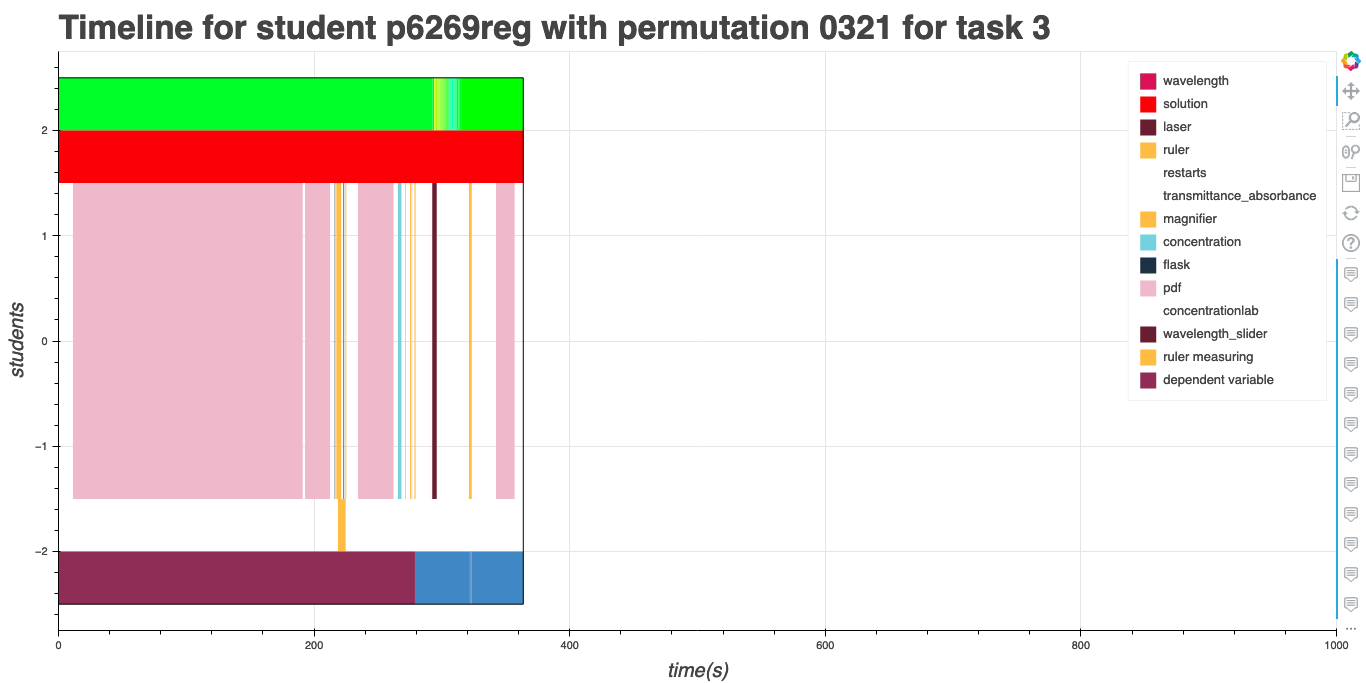 Timeline for student p6269reg with permutation 0321 for task 3
wavelength
solution
laser
ruler
restarts
transmittance_absorbance
magnifier
concentration
flask
pdf
concentrationlab
wavelength_slider
ruler measuring
dependent variable
2
1
0
−1
−2
students
0 200 400 600 800 1000
time(s)